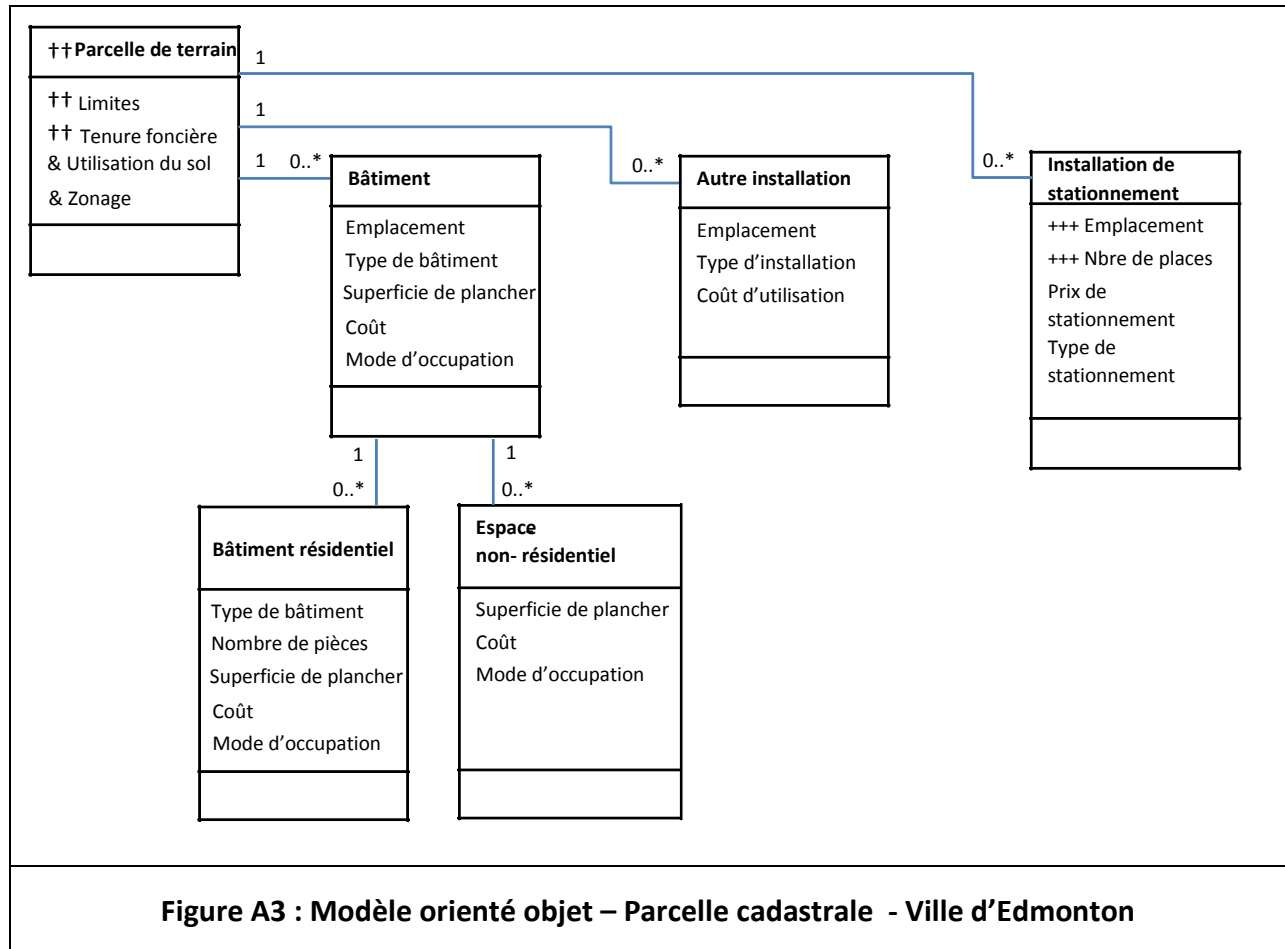 ††Parcelle de terrain
†† Limites
†† Tenure foncière
& Utilisation du sol
& Zonage
1
1
1
0..*
0..*
0..*
Bâtiment
Emplacement
Type de bâtiment
Superficie de plancher
Coût
Mode d’occupation
Autre installation
Emplacement
Type d’installation
Coût d’utilisation
Installation de
stationnement
+++ Emplacement
+++ Nbre de places
Prix de
stationnement
Type de
stationnement
1
0..*
1
0..*
Bâtiment résidentiel
Type de bâtiment
Nombre de pièces
Superficie de plancher
Coût
Mode d’occupation
Espace
non- résidentiel
Superficie de plancher
Coût
Mode d’occupation
Figure A3 : Modèle orienté objet – Parcelle cadastrale - Ville d’Edmonton